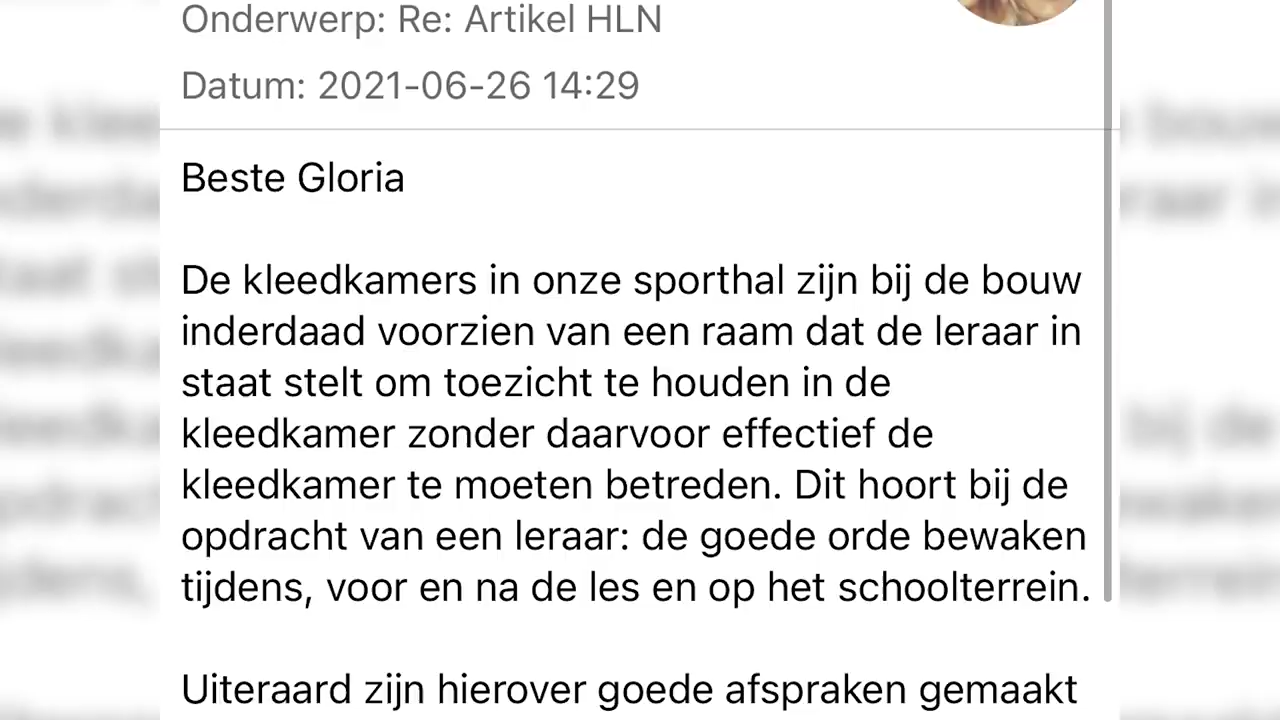 Onderwerp: Re: Artikel HLN
Datum: 2021-06-26 14:29
Beste Gloria
De kleedkamers in onze sporthal zijn bij de bouw
inderdaad voorzien van een raam dat de leraar in
staat stelt om toezicht te houden in de
kleedkamer zonder daarvoor effectief de
kleedkamer te moeten betreden. Dit hoort bij de
opdracht van een leraar: de goede orde bewaken
tijdens, voor en na de les en op het schoolterrein.
Uiteraard zijn hierover goede afspraken gemaakt